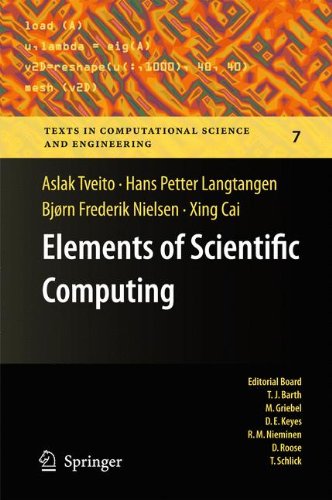 load (A)
u,lambda = eig(A)
v2D=reshape(u(:,1000), 40, 40)
mesh (v2D)
TEXTS IN COMPUTATIONAL SCIENCE
AND ENGINEERING
7
Aslak Tveito · Hans Petter Langtangen
Bjørn Frederik Nielsen · Xing Cai
Elements of Scientific
Computing
Editorial Board
T. J. Barth
M. Griebel
D. E. Keyes
R. M. Nieminen
D. Roose
T. Schlick
Springer